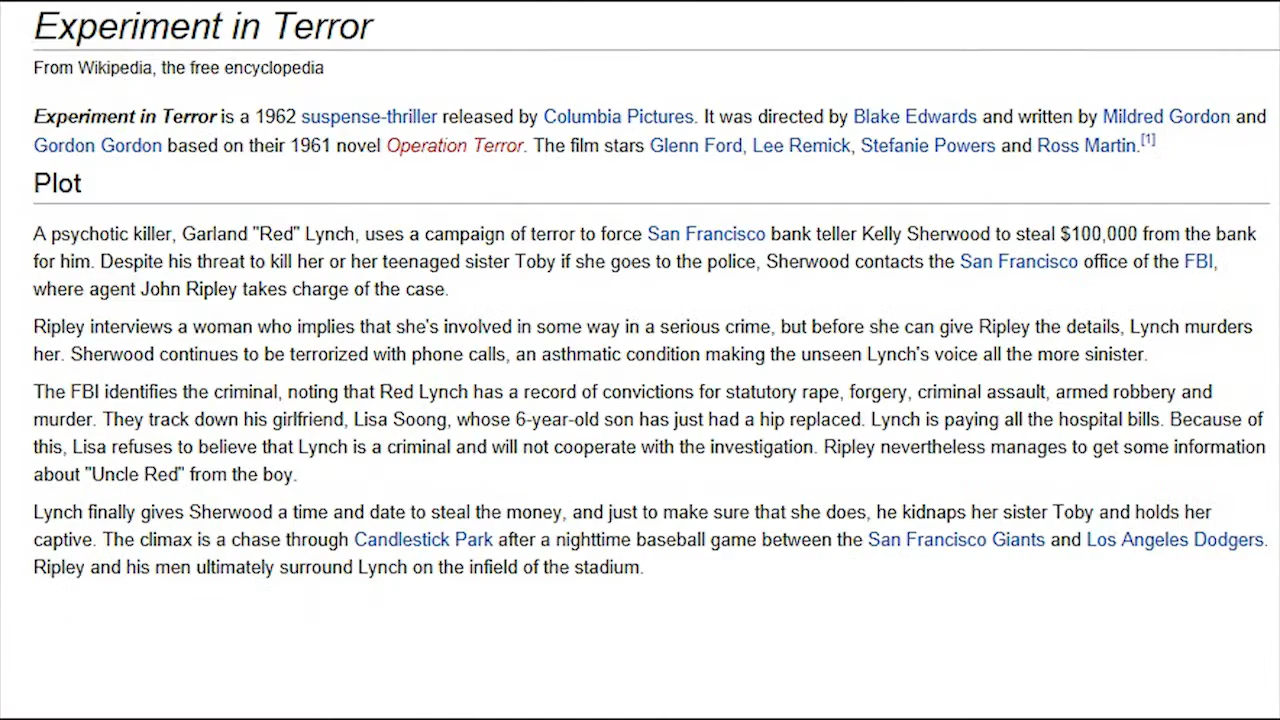 Experiment in Terror
From Wikipedia, the free encyclopedia
Experiment in Terror is a 1962 suspense-thriller released by Columbia Pictures. It was directed by Blake Edwards and written by Mildred Gordon and
Gordon Gordon based on their 1961 novel Operation Terror. The film stars Glenn Ford, Lee Remick, Stefanie Powers and Ross Martin.[1]
Plot
A psychotic killer, Garland "Red" Lynch, uses a campaign of terror to force San Francisco bank teller Kelly Sherwood to steal $100,000 from the bank
for him. Despite his threat to kill her or her teenaged sister Toby if she goes to the police, Sherwood contacts the San Francisco office of the FBI,
where agent John Ripley takes charge of the case.
Ripley interviews a woman who implies that she's involved in some way in a serious crime, but before she can give Ripley the details, Lynch murders
her. Sherwood continues to be terrorized with phone calls, an asthmatic condition making the unseen Lynch's voice all the more sinister.
The FBI identifies the criminal, noting that Red Lynch has a record of convictions for statutory rape, forgery, criminal assault, armed robbery and
murder. They track down his girlfriend, Lisa Soong, whose 6-year-old son has just had a hip replaced. Lynch is paying all the hospital bills. Because of
this, Lisa refuses to believe that Lynch is a criminal and will not cooperate with the investigation. Ripley nevertheless manages to get some information
about "Uncle Red" from the boy.
Lynch finally gives Sherwood a time and date to steal the money, and just to make sure that she does, he kidnaps her sister Toby and holds her
captive. The climax is a chase through Candlestick Park after a nighttime baseball game between the San Francisco Giants and Los Angeles Dodgers.
Ripley and his men ultimately surround Lynch on the infield of the stadium.